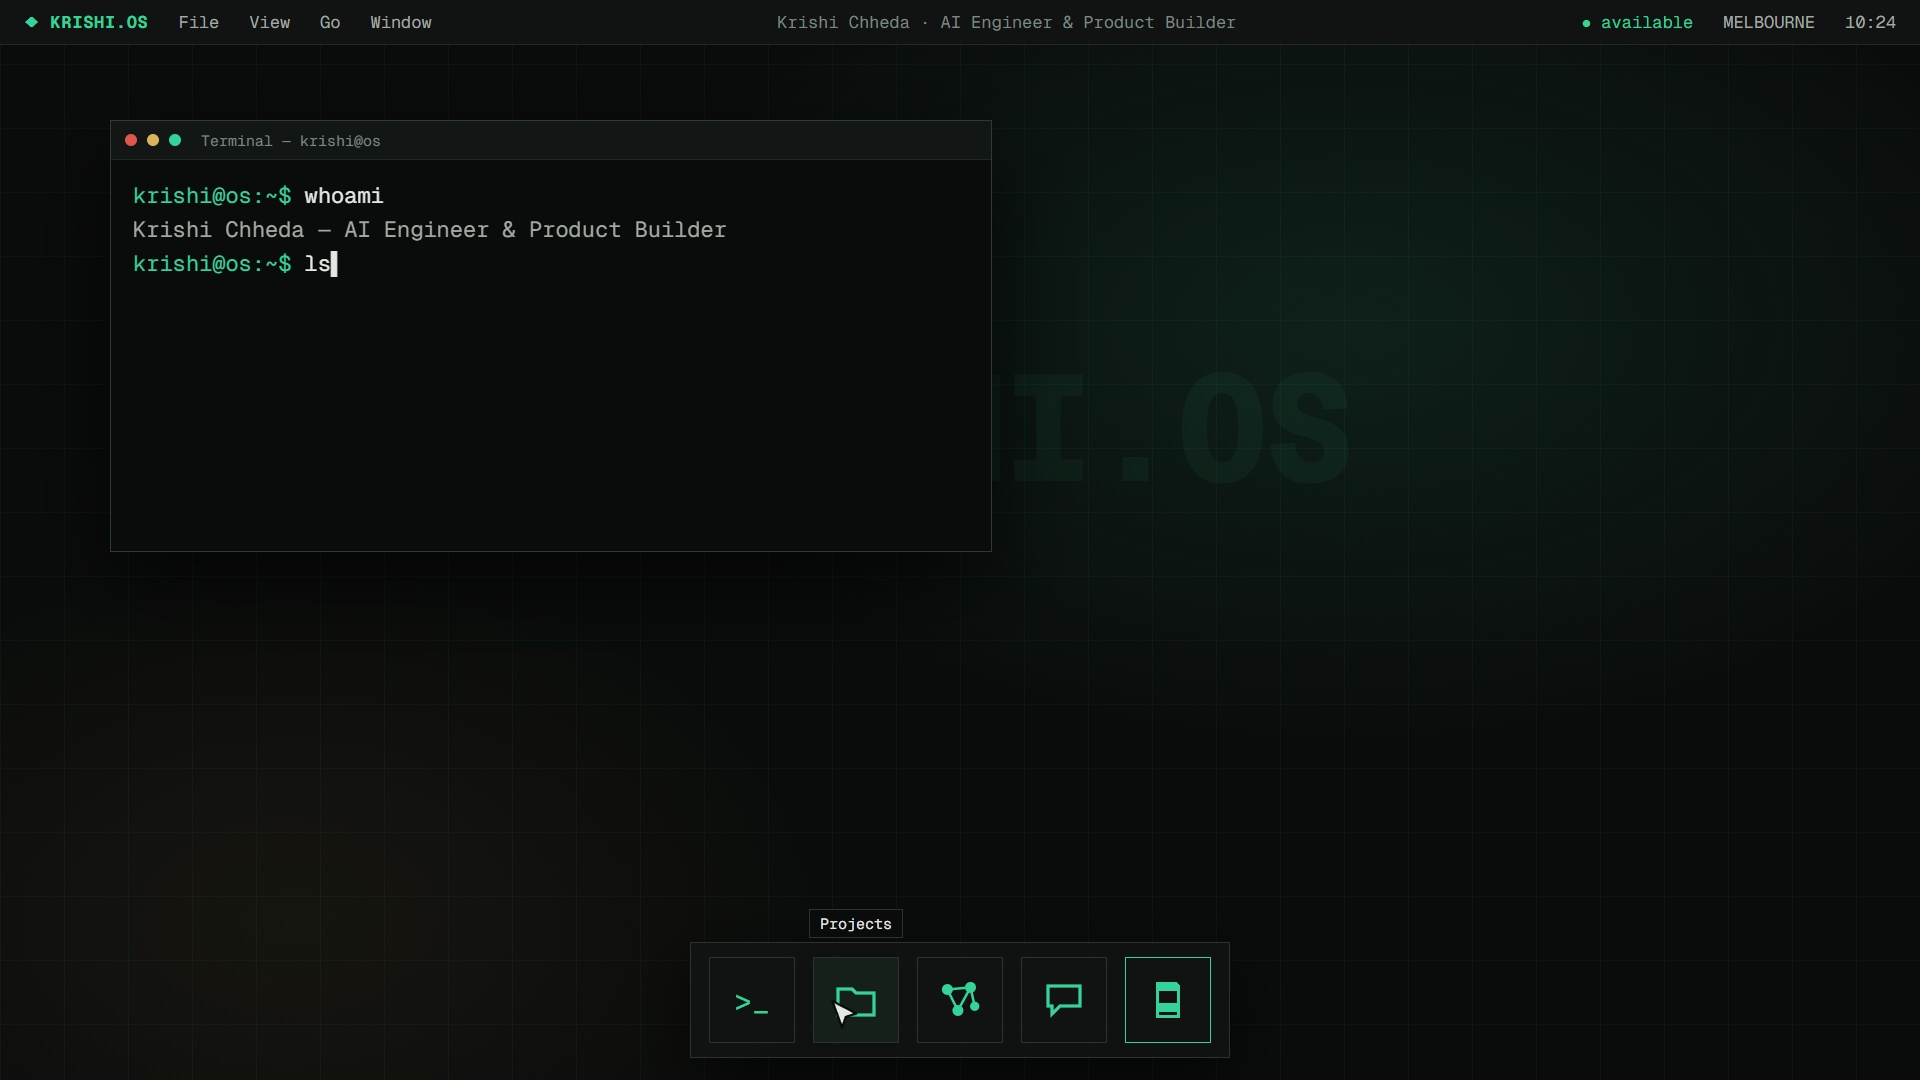 KRISHI.OS File View Go Window Krishi Chheda · AI Engineer & Product Builder available MELBOURNE 10:24
Terminal — krishi@os
krishi@os:~$ whoami
Krishi Chheda — AI Engineer & Product Builder
krishi@os:~$ ls
I.OS
Projects
>_